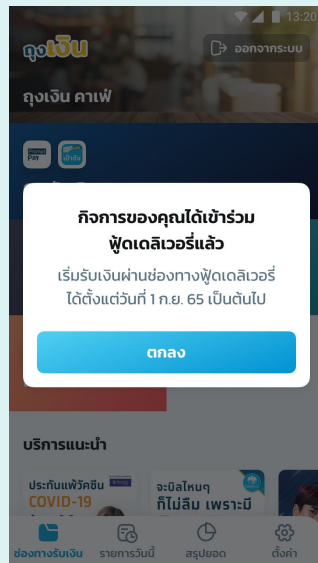 13:20
ถุงเงิน
ออกจากระบบ
ถุงเงิน คาเฟ่
Prompt
Pay
เป๋าตัง
กิจการของคุณได้เข้าร่วม
ฟู้ดเดลิเวอรี่แล้ว
เริ่มรับเงินผ่านช่องทางฟู้ดเดลิเวอรี่
ได้ตั้งแต่วันที่ 1 ก.ย. 65 เป็นต้นไป
ตกลง
บริการแนะนำ
ประกันแพ้วัคซีน
COVID-19
จะบิลไหนๆ
ก็ไม่ลืม เพราะมี
ช่องทางรับเงิน
รายการวันนี้
สรุปยอด
ตั้งค่า